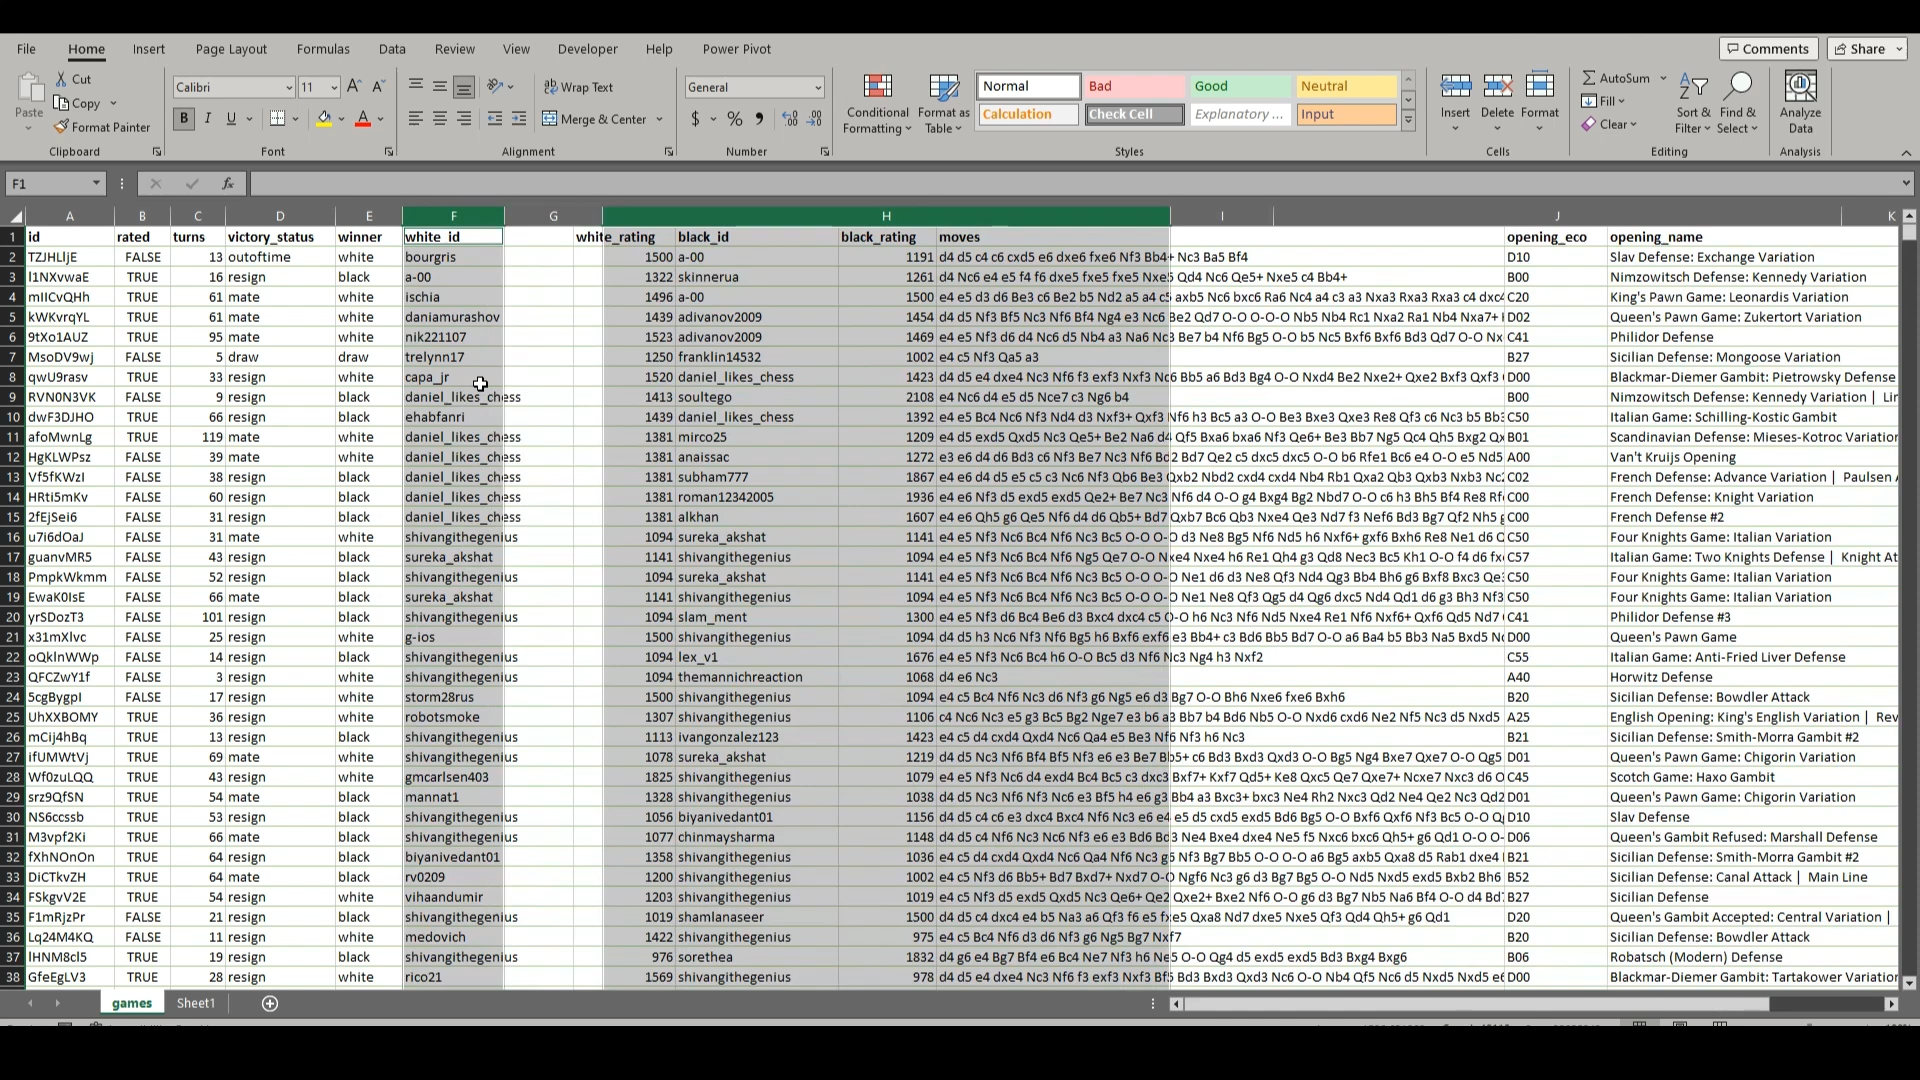 File Home Insert Page Layout Formulas Data Review View Developer Help Power Pivot Comments Share
Paste Cut Copy Format Painter Clipboard
Calibri 11 A A B I U A Font
Wrap Text Merge & Center Alignment
General $ % Number
Conditional Formatting Format as Table
Normal Bad Good Neutral
Calculation Check Cell Explanatory ... Input
Styles
Insert Delete Format Cells
AutoSum Fill Clear Sort & Filter Find & Select Editing
Analyze Data Analysis
F1 fx
A B C D E F G H I J K
1 id rated turns victory_status winner white_id white_rating black_id black_rating moves opening_eco opening_name
2 TZJHLljE FALSE 13 outoftime white bourgris 1500 a-00 1191 d4 d5 c4 c6 cxd5 e6 dxe6 fxe6 Nf3 Bb4+ Nc3 Ba5 Bf4 D10 Slav Defense: Exchange Variation
3 l1NXvwaE TRUE 16 resign black a-00 1322 skinnerua 1261 d4 Nc6 e4 e5 f4 f6 dxe5 fxe5 fxe5 Nxe5 Qd4 Nc6 Qe5+ Nxe5 c4 Bb4+ B00 Nimzowitsch Defense: Kennedy Variation
4 mIICvQHh TRUE 61 mate white ischia 1496 a-00 1500 e4 e5 d3 d6 Be3 c6 Be2 b5 Nd2 a5 a4 c5 axb5 Nc6 bxc6 Ra6 Nc4 a4 c3 a3 Nxa3 Rxa3 Rxa3 c4 dxc4 C20 King's Pawn Game: Leonardis Variation
5 kWKvrqYL TRUE 61 mate white daniamurashov 1439 adivanov2009 1454 d4 d5 Nf3 Bf5 Nc3 Nf6 Bf4 Ng4 e3 Nc6 Be2 Qd7 O-O O-O-O Nb5 Nb4 Rc1 Nxa2 Ra1 Nb4 Nxa7+ D02 Queen's Pawn Game: Zukertort Variation
6 9tXo1AUZ TRUE 95 mate white nik221107 1523 adivanov2009 1469 e4 e5 Nf3 d6 d4 Nc6 d5 Nb4 a3 Na6 Nc3 Be7 b4 Nf6 Bg5 O-O b5 Nc5 Bxf6 Bxf6 Bd3 Qd7 O-O Nx C41 Philidor Defense
7 MsoDV9wj FALSE 5 draw draw trelynn17 1250 franklin14532 1002 e4 c5 Nf3 Qa5 a3 B27 Sicilian Defense: Mongoose Variation
8 qwU9rasv TRUE 33 resign white capa_jr 1520 daniel_likes_chess 1423 d4 d5 e4 dxe4 Nc3 Nf6 f3 exf3 Nxf3 Nc6 Bb5 a6 Bd3 Bg4 O-O Nxd4 Be2 Nxe2+ Qxe2 Bxf3 Qxf3 D00 Blackmar-Diemer Gambit: Pietrowsky Defense
9 RVN0N3VK FALSE 9 resign black daniel_likes_chess 1413 soultego 2108 e4 Nc6 d4 e5 d5 Nce7 c3 Ng6 b4 B00 Nimzowitsch Defense: Kennedy Variation | Lin
10 dwF3DJHO TRUE 66 resign black ehabfanri 1439 daniel_likes_chess 1392 e4 e5 Bc4 Nc6 Nf3 Nd4 d3 Nxf3+ Qxf3 Nf6 h3 Bc5 a3 O-O Be3 Bxe3 Qxe3 Re8 Qf3 c6 Nc3 b5 Bb3 C50 Italian Game: Schilling-Kostic Gambit
11 afoMwnLg TRUE 119 mate white daniel_likes_chess 1381 mirco25 1209 e4 d5 exd5 Qxd5 Nc3 Qe5+ Be2 Na6 d4 Qf5 Bxa6 bxa6 Nf3 Qe6+ Be3 Bb7 Ng5 Qc4 Qh5 Bxg2 Qx B01 Scandinavian Defense: Mieses-Kotroc Variation
12 HgKLWPsz TRUE 39 mate white daniel_likes_chess 1381 anaissac 1272 e3 e6 d4 d6 Bd3 c6 Nf3 Be7 Nc3 Nf6 Bd2 Bd7 Qe2 c5 dxc5 dxc5 O-O b6 Rfe1 Bc6 e4 O-O e5 Nd5 A00 Van't Kruijs Opening
13 Vf5fKWzI FALSE 38 resign black daniel_likes_chess 1381 subham777 1867 e4 e6 d4 d5 e5 c5 c3 Nc6 Nf3 Qb6 Be3 Qxb2 Nbd2 cxd4 cxd4 Nb4 Rb1 Qxa2 Qb3 Qxb3 Nxb3 Nc2 C02 French Defense: Advance Variation | Paulsen
14 HRti5mKv FALSE 60 resign black daniel_likes_chess 1381 roman12342005 1936 e4 e6 Nf3 d5 exd5 exd5 Qe2+ Be7 Nc3 Nf6 d4 O-O g4 Bxg4 Bg2 Nbd7 O-O c6 h3 Bh5 Bf4 Re8 C00 French Defense: Knight Variation
15 2fEjSei6 FALSE 31 resign black daniel_likes_chess 1381 alkhan 1607 e4 e6 Qh5 g6 Qe5 Nf6 d4 d6 Qb5+ Bd7 Qxb7 Bc6 Qb3 Nxe4 Qe3 Nd7 f3 Nef6 Bd3 Bg7 Qf2 Nh5 C00 French Defense #2
16 u7i6dOaJ FALSE 31 mate white shivangithegenius 1094 sureka_akshat 1141 e4 e5 Nf3 Nc6 Bc4 Nf6 Nc3 Bc5 O-O O-O d3 Ne8 Bg5 Nf6 Nd5 h6 Nxf6+ gxf6 Bxh6 Re8 Ne1 d6 C50 Four Knights Game: Italian Variation
17 guanvMR5 FALSE 43 resign black sureka_akshat 1141 shivangithegenius 1094 e4 e5 Nf3 Nc6 Bc4 Nf6 Ng5 Qe7 O-O Nxe4 Nxe4 h6 Re1 Qh4 g3 Qd8 Nec3 Bc5 Kh1 O-O f4 d6 C57 Italian Game: Two Knights Defense | Knight At
18 PmpkWkmm FALSE 52 resign black shivangithegenius 1094 sureka_akshat 1141 e4 e5 Nf3 Nc6 Bc4 Nf6 Nc3 Bc5 O-O O-O Ne1 d6 d3 Ne8 Qf3 Nd4 Qg3 Bb4 Bh6 g6 Bxf8 Bxc3 C50 Four Knights Game: Italian Variation
19 EwaK0IsE FALSE 66 mate black sureka_akshat 1141 shivangithegenius 1094 e4 e5 Nf3 Nc6 Bc4 Nf6 Nc3 Bc5 O-O O-O Ne1 Ne8 Qf3 Qg5 d4 Qg6 dxc5 Nd4 Qd1 d6 g3 Bh3 Nf3 C50 Four Knights Game: Italian Variation
20 yrSDozT3 FALSE 101 resign black shivangithegenius 1094 slam_ment 1300 e4 e5 Nf3 d6 Bc4 Be6 d3 Bxc4 dxc4 c5 O-O h6 Nc3 Nf6 Nd5 Nxe4 Re1 Nf6 Nxf6+ Qxf6 Qd5 Nd7 C41 Philidor Defense #3
21 x31mXlvc FALSE 25 resign white g-ios 1500 shivangithegenius 1094 d4 d5 h3 Nc6 Nf3 Nf6 Bg5 h6 Bxf6 exf6 e3 Bb4+ c3 Bd6 Bb5 Bd7 O-O a6 Ba4 b5 Bb3 Na5 Bxd5 D00 Queen's Pawn Game
22 oQklnWWp FALSE 14 resign black shivangithegenius 1094 lex_v1 1676 e4 e5 Nf3 Nc6 Bc4 h6 O-O Bc5 d3 Nf6 Nc3 Ng4 h3 Nxf2 C55 Italian Game: Anti-Fried Liver Defense
23 QFCZwY1f FALSE 3 resign white shivangithegenius 1094 themannichreaction 1068 d4 e6 Nc3 A40 Horwitz Defense
24 5cgBygpI FALSE 17 resign white storm28rus 1500 shivangithegenius 1094 e4 c5 Bc4 Nf6 Nc3 d6 Nf3 g6 Ng5 e6 d3 Bg7 O-O Bh6 Nxe6 fxe6 Bxh6 B20 Sicilian Defense: Bowdler Attack
25 UhXXBOMY TRUE 36 resign white robotsmoke 1307 shivangithegenius 1106 c4 Nc6 Nc3 e5 g3 Bc5 Bg2 Nge7 e3 b6 a3 Bb7 b4 Bd6 Nb5 O-O Nxd6 cxd6 Ne2 Nf5 Nc3 d5 Nxd5 A25 English Opening: King's English Variation | Rev
26 mCij4hBq TRUE 13 resign black shivangithegenius 1113 ivangonzalez123 1423 e4 c5 d4 cxd4 Qxd4 Nc6 Qa4 e5 Be3 Nf6 Nf3 h6 Nc3 B21 Sicilian Defense: Smith-Morra Gambit #2
27 ifUMWtVj TRUE 69 mate white shivangithegenius 1078 sureka_akshat 1219 d4 d5 Nc3 Nf6 Bf4 Bf5 Nf3 e6 e3 Be7 Bb5+ c6 Bd3 Bxd3 Qxd3 O-O Bg5 Ng4 Bxe7 Qxe7 O-O Qg5 D01 Queen's Pawn Game: Chigorin Variation
28 Wf0zuLQQ TRUE 43 resign white gmcarlsen403 1825 shivangithegenius 1079 e4 e5 Nf3 Nc6 d4 exd4 Bc4 Bc5 c3 dxc3 Bxf7+ Kxf7 Qd5+ Ke8 Qxc5 Qe7 Qxe7+ Ncxe7 Nxc3 d6 C45 Scotch Game: Haxo Gambit
29 srz9QfSN TRUE 54 mate black mannat1 1328 shivangithegenius 1038 d4 d5 Nc3 Nf6 Nf3 Nc6 e3 Bf5 h4 e6 g3 Bb4 a3 Bxc3+ bxc3 Ne4 Rh2 Nxc3 Qd2 Ne4 Qe2 Nc3 Qd2 D01 Queen's Pawn Game: Chigorin Variation
30 NS6ccssb TRUE 53 resign black shivangithegenius 1056 biyanivedant01 1156 d4 d5 c4 c6 e3 dxc4 Bxc4 Nf6 Nc3 e6 e4 e5 d5 cxd5 exd5 Bd6 Bg5 O-O Bxf6 Qxf6 Nf3 Bf5 O-O D10 Slav Defense
31 M3vpf2Ki TRUE 66 mate black shivangithegenius 1077 chinmaysharma 1148 d4 d5 c4 Nf6 Nc3 Nc6 Nf3 e6 e3 Bd6 Bd3 Ne4 Bxe4 dxe4 Ne5 f5 Nxc6 bxc6 Qh5+ g6 Qd1 O-O O- D06 Queen's Gambit Refused: Marshall Defense
32 fXhNOnOn TRUE 64 resign black biyanivedant01 1358 shivangithegenius 1036 e4 c5 d4 cxd4 Qxd4 Nc6 Qa4 Nf6 Nc3 g6 Nf3 Bg7 Bb5 O-O O-O a6 Bg5 axb5 Qxa8 d5 Rab1 dxe4 B21 Sicilian Defense: Smith-Morra Gambit #2
33 DiCTkvZH TRUE 64 mate black rv0209 1200 shivangithegenius 1002 e4 c5 Nf3 d6 Bb5+ Bd7 Bxd7+ Nxd7 O-O Ngf6 Nc3 g6 d3 Bg7 Bg5 O-O Nd5 Nxd5 exd5 Bxb2 Bh6 B52 Sicilian Defense: Canal Attack | Main Line
34 FSkgvV2E TRUE 54 resign white vihaandumir 1203 shivangithegenius 1019 e4 c5 Nf3 d5 exd5 Qxd5 Nc3 Qe6+ Qe2 Qxe2+ Bxe2 Nf6 O-O g6 d3 Bg7 Nb5 Na6 Bf4 O-O d4 B27 Sicilian Defense
35 F1mRjzPr FALSE 21 resign black shivangithegenius 1019 shamlanaseer 1500 d4 d5 c4 dxc4 e4 b5 Na3 a6 Qf3 f6 e5 fxe5 Qxa8 Nd7 dxe5 Nxe5 Qf3 Qd4 Qh5+ g6 Qd1 D20 Queen's Gambit Accepted: Central Variation |
36 Lq24M4KQ FALSE 11 resign white medovich 1422 shivangithegenius 975 e4 c5 Bc4 Nf6 d3 d6 Nf3 g6 Ng5 Bg7 Nxf7 B20 Sicilian Defense: Bowdler Attack
37 lHNM8cl5 TRUE 19 resign black shivangithegenius 976 sorethea 1832 d4 g6 e4 Bg7 Bf4 e6 Bc4 Ne7 Nf3 h6 Ne5 O-O Qg4 d5 exd5 exd5 Bd3 Bxg4 Bxg6 B06 Robatsch (Modern) Defense
38 GfeEgLV3 TRUE 28 resign white rico21 1569 shivangithegenius 978 d4 d5 e4 dxe4 Nc3 Nf6 f3 exf3 Nxf3 Bf5 Bd3 Bxd3 Qxd3 Nc6 O-O Nb4 Qf5 Nc6 d5 Nxd5 Nxd5 D00 Blackmar-Diemer Gambit: Tartakower Variation
games Sheet1